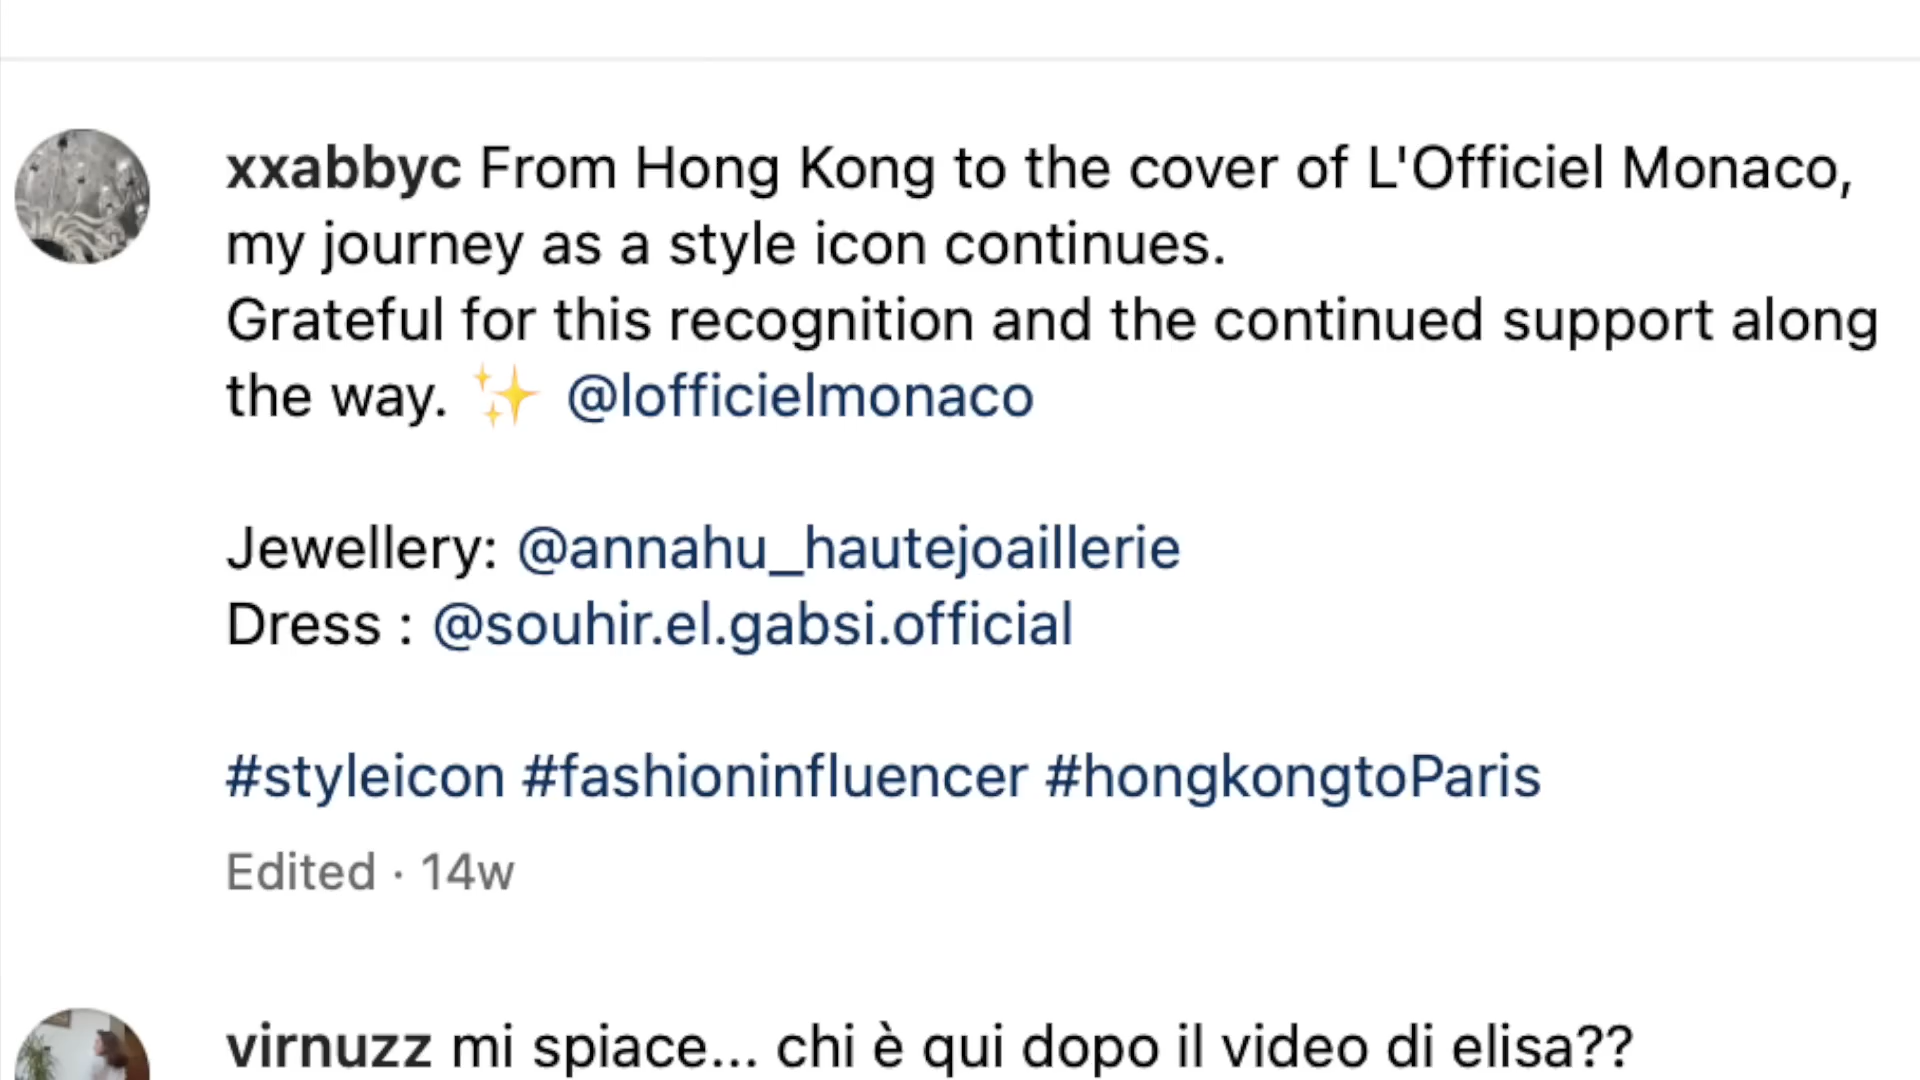 xxabbyc From Hong Kong to the cover of L'Officiel Monaco,
my journey as a style icon continues.
Grateful for this recognition and the continued support along
the way. ✨ @lofficielmonaco
Jewellery: @annahu_hautejoaillerie
Dress : @souhir.el.gabsi.official
#styleicon #fashioninfluencer #hongkongtoParis
Edited · 14w
virnuzz mi spiace... chi è qui dopo il video di elisa??